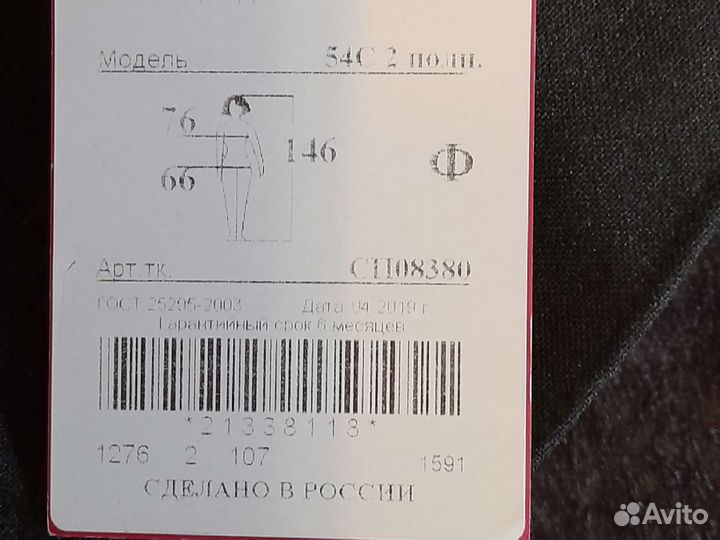 Модель 54С 2 полн.
76
146
Ф
66
Арт.тк. СТП08380
ГОСТ 25295-2003 Дата 04.2019 г.
Гарантийный срок 6 месяцев
*21338113*
1276 2 107 1591
СДЕЛАНО В РОССИИ
Avito